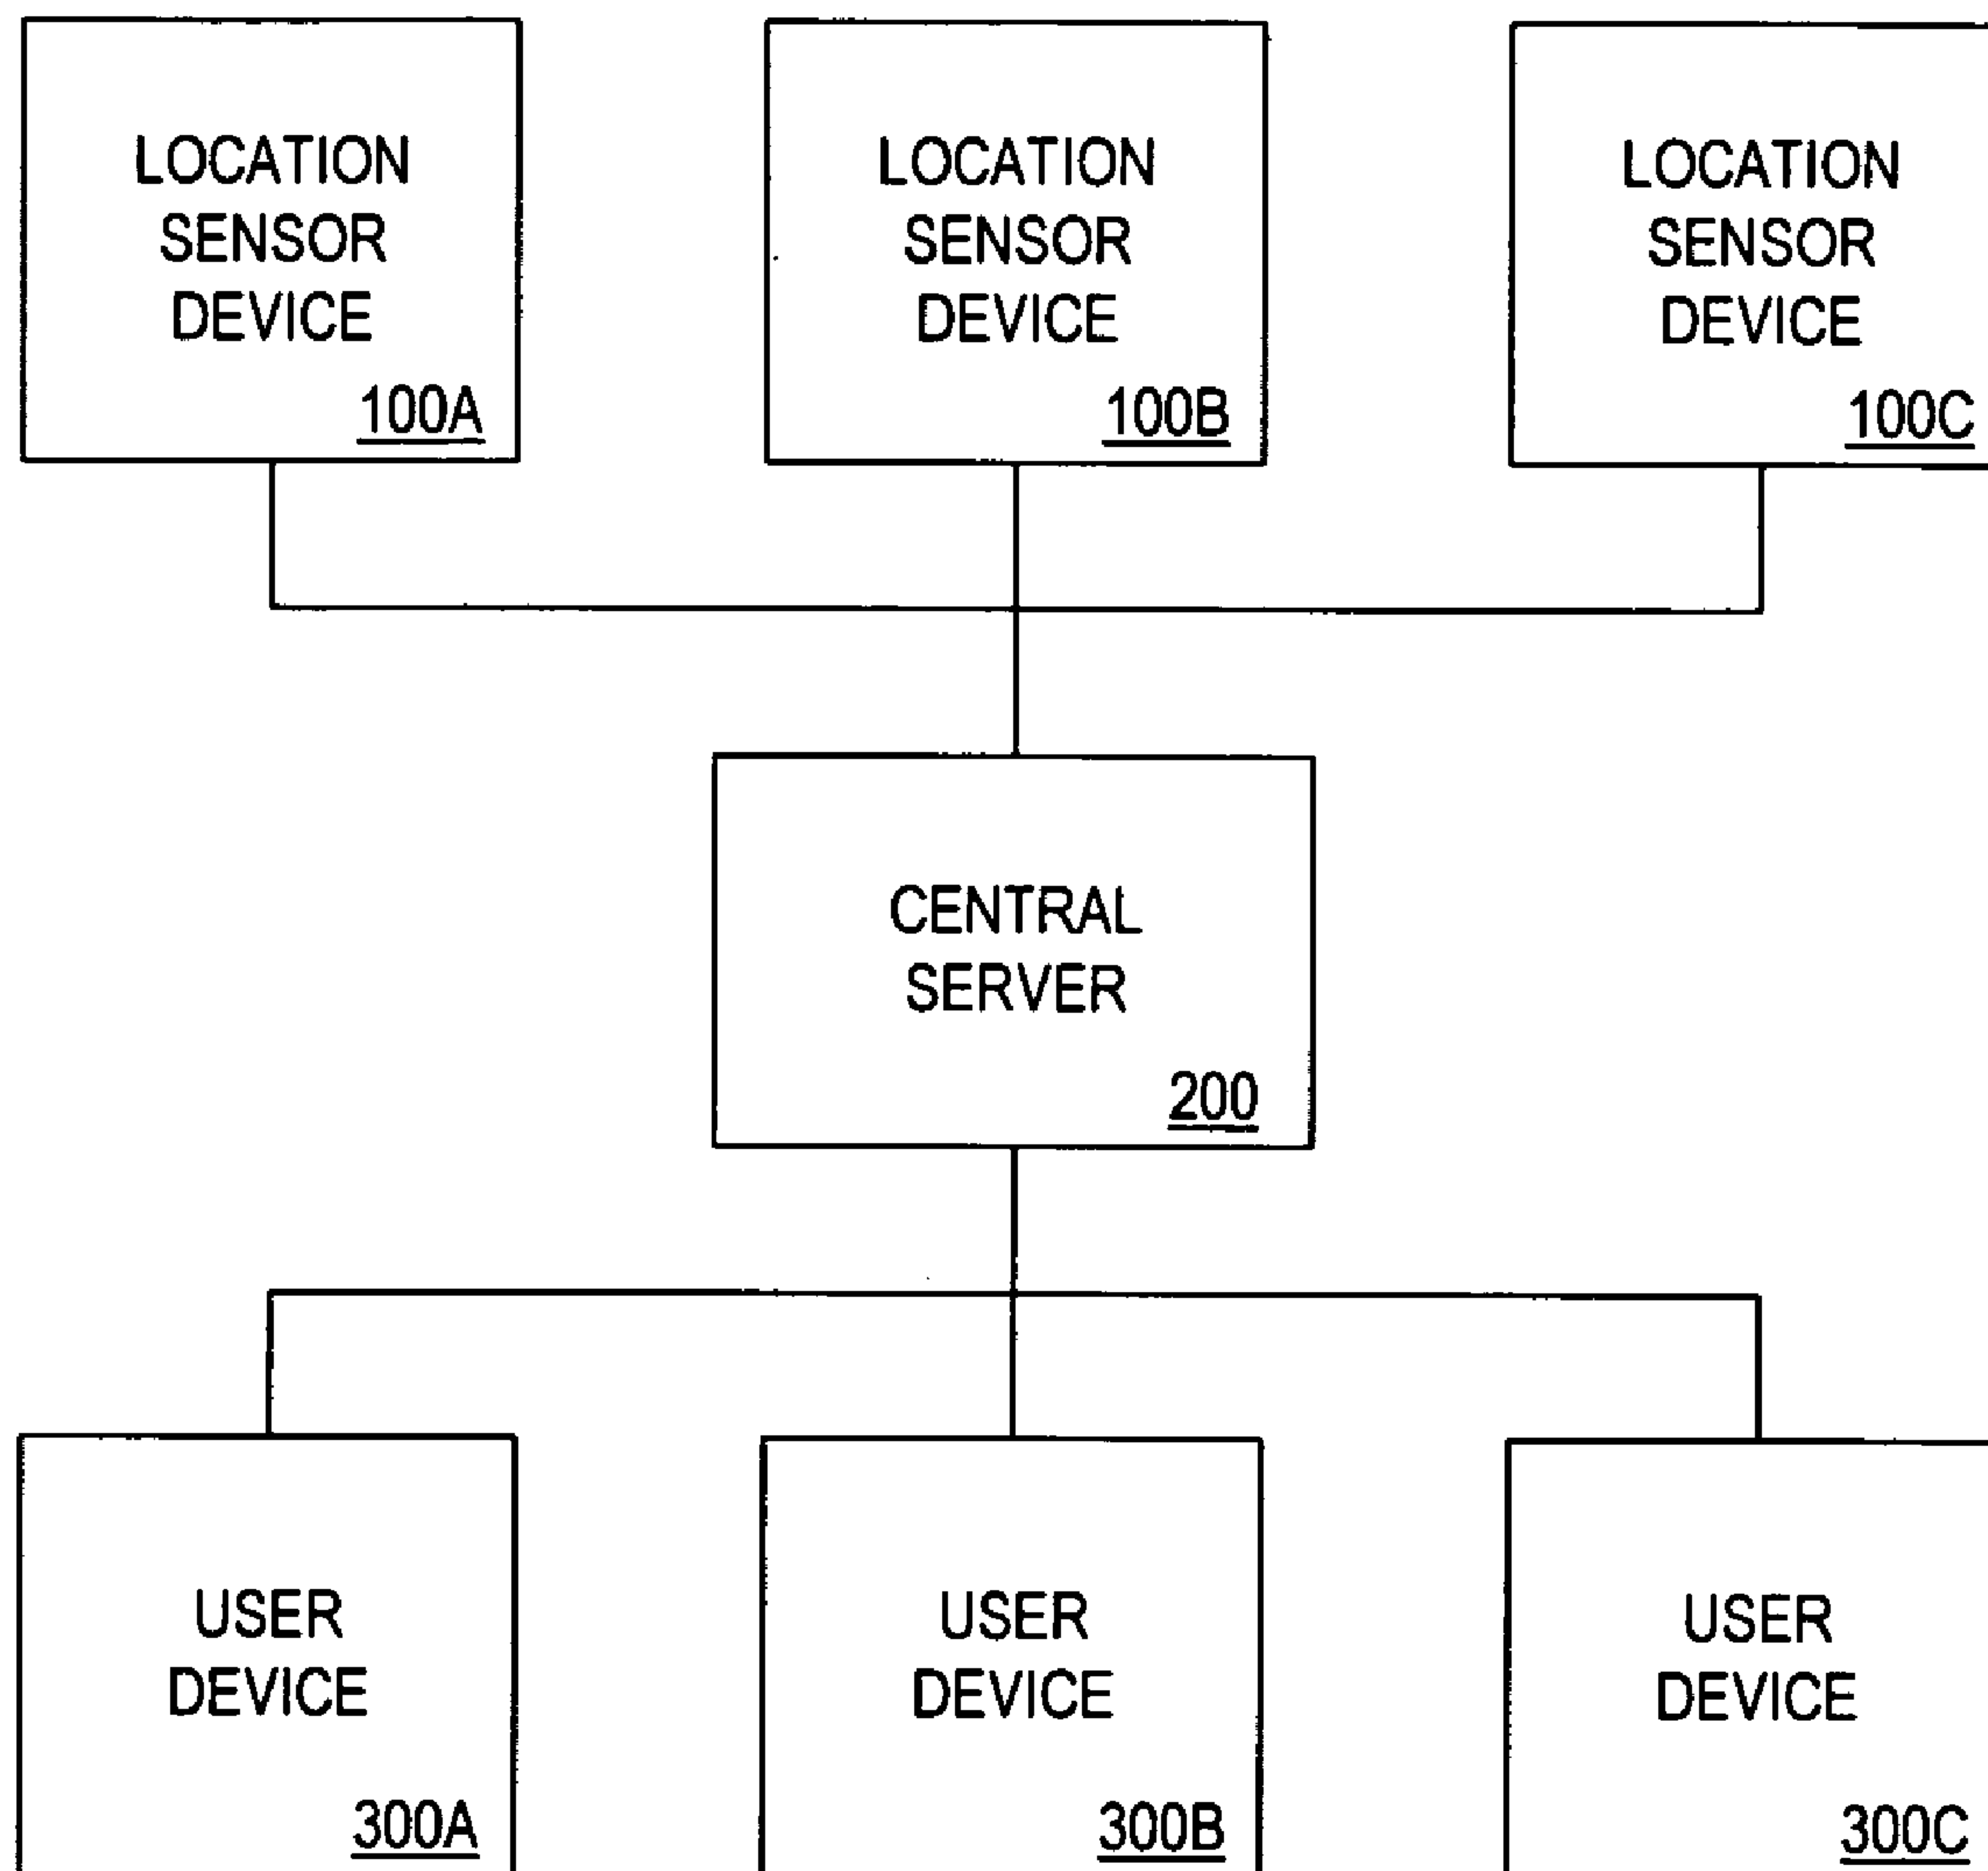 LOCATION
SENSOR
DEVICE
100A
LOCATION
SENSOR
DEVICE
100B
LOCATION
SENSOR
DEVICE
100C
CENTRAL
SERVER
200
USER
DEVICE
300A
USER
DEVICE
300B
USER
DEVICE
300C